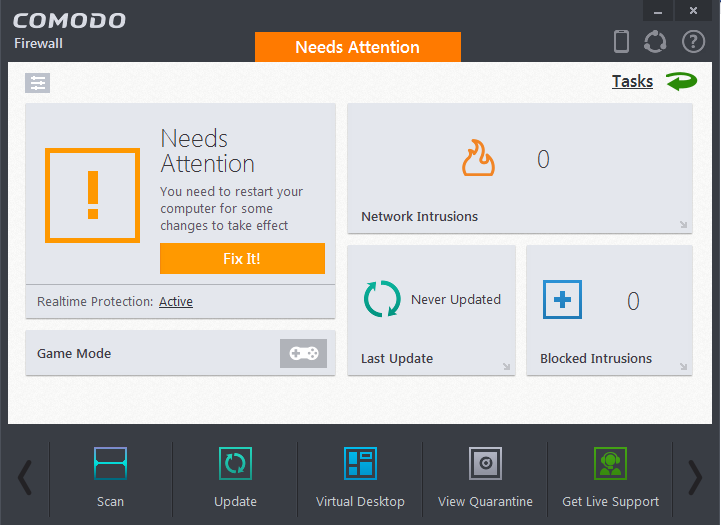 COMODO
Firewall
Needs Attention
?
Tasks
!
Needs
Attention
You need to restart your
computer for some
changes to take effect
Fix It!
Realtime Protection: Active
Game Mode
0
Network Intrusions
Never Updated
Last Update
0
Blocked Intrusions
Scan
Update
Virtual Desktop
View Quarantine
Get Live Support